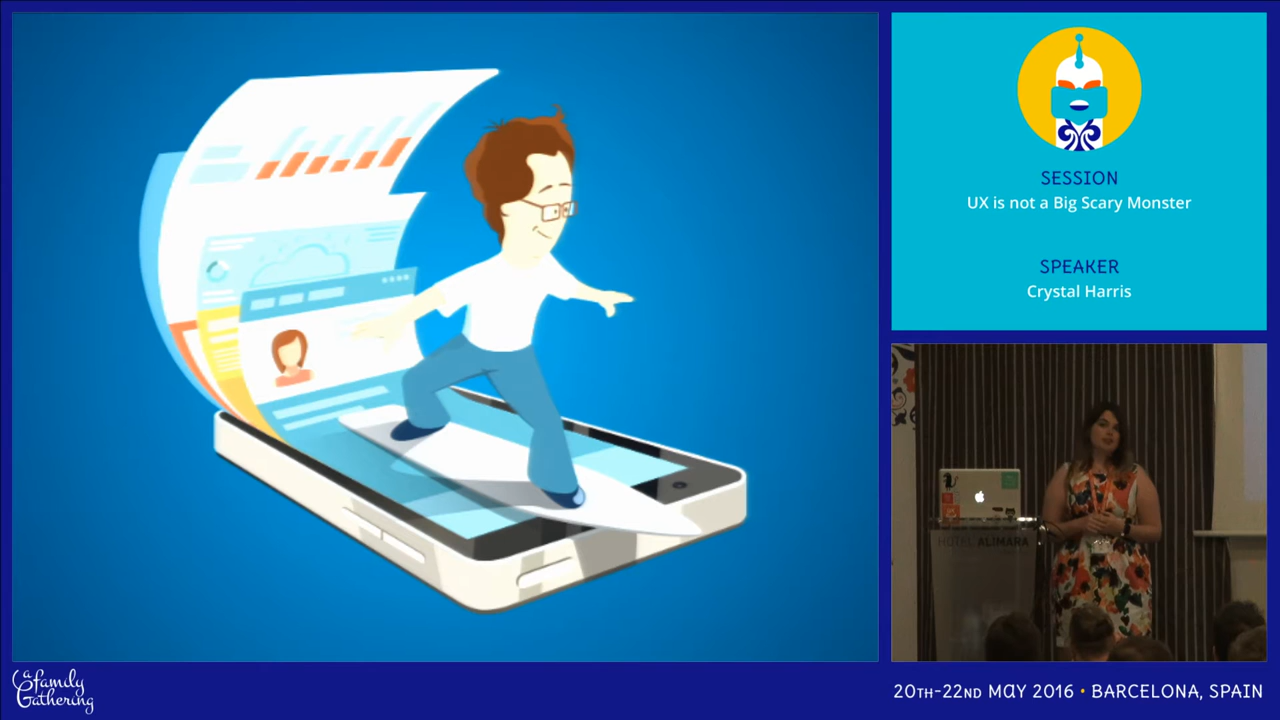 SESSION
UX is not a Big Scary Monster
SPEAKER
Crystal Harris
HOTEL ALIMARA
a family
Gathering
20TH-22ND MAY 2016 • BARCELONA, SPAIN